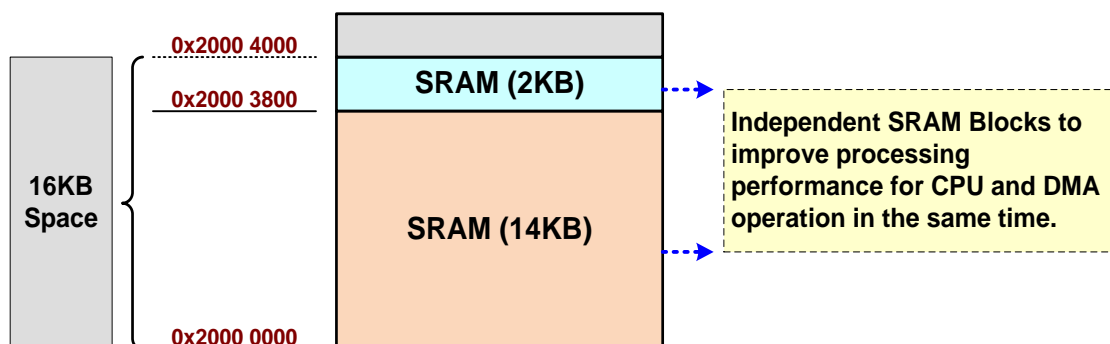 0x2000 4000
SRAM (2KB)
0x2000 3800
Independent SRAM Blocks to
improve processing
performance for CPU and DMA
operation in the same time.
16KB
Space
SRAM (14KB)
0x2000 0000